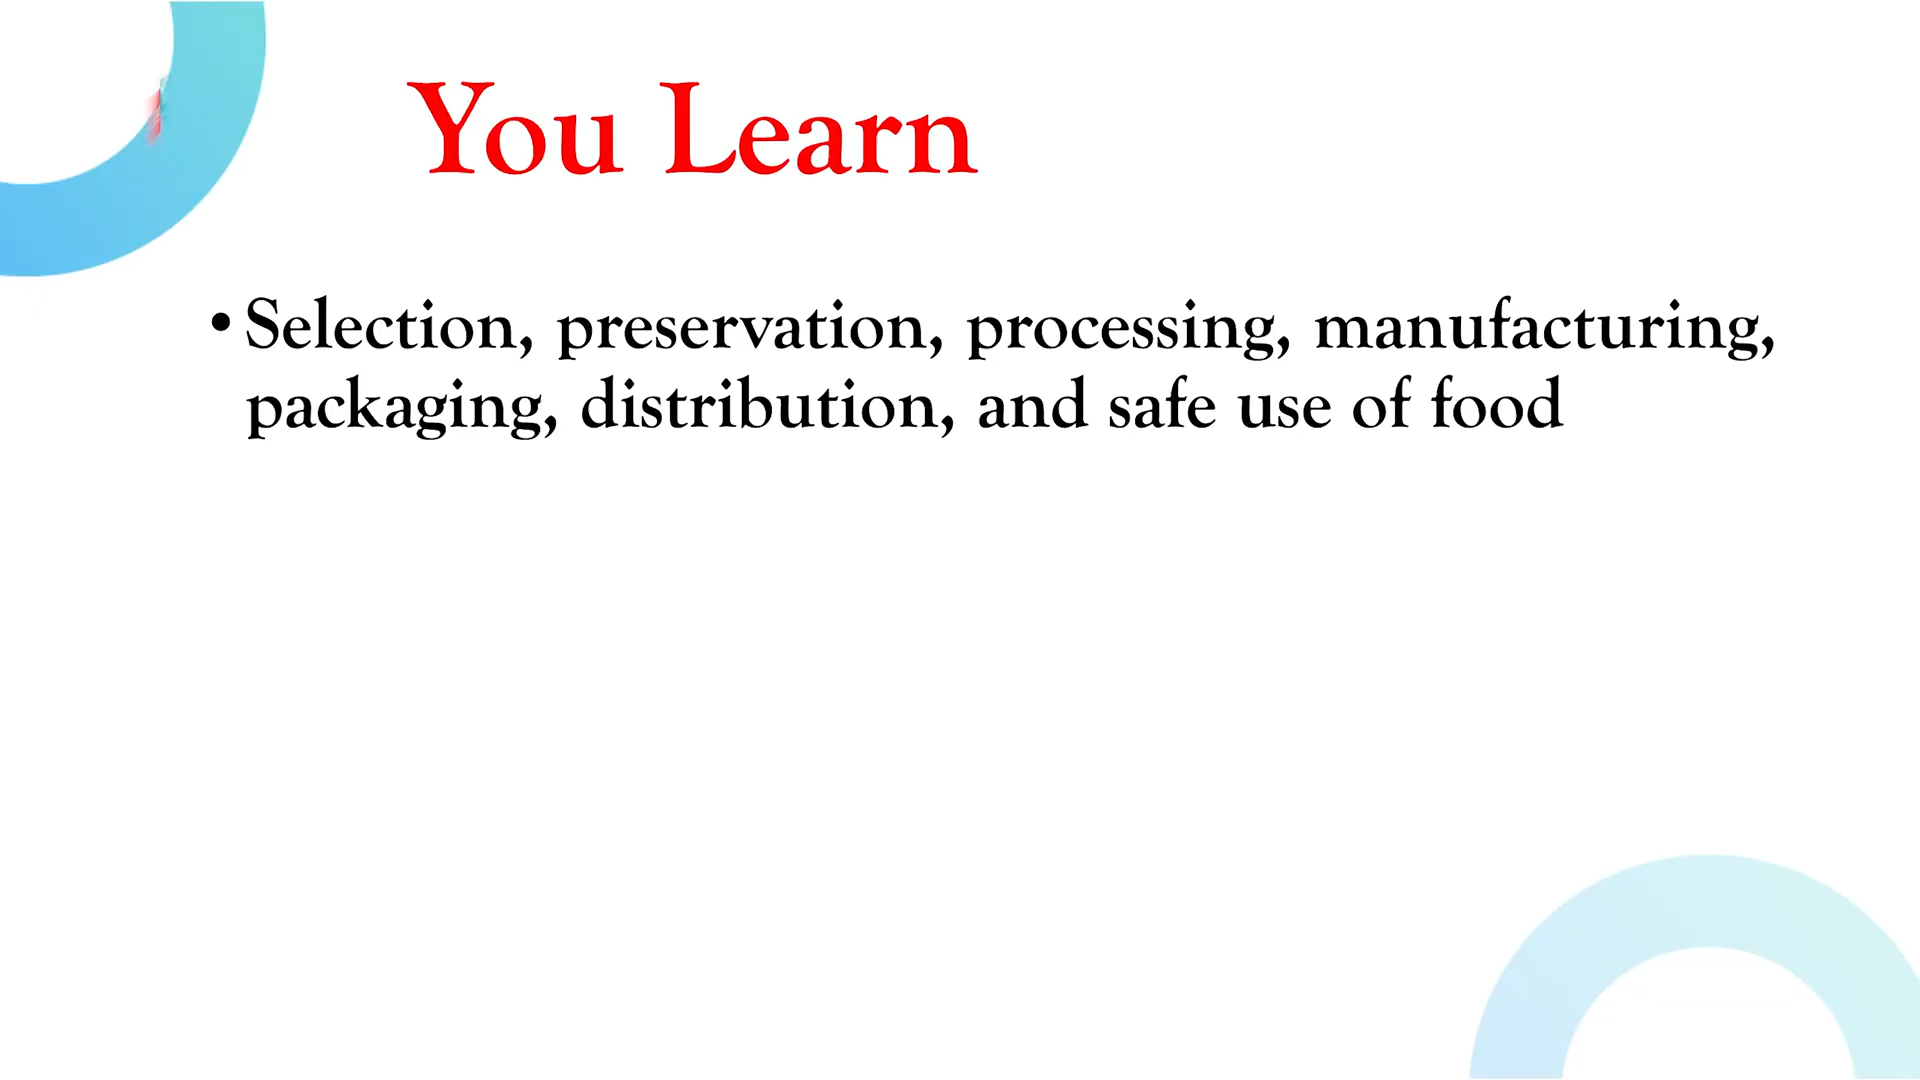 You Learn
• Selection, preservation, processing, manufacturing,
packaging, distribution, and safe use of food